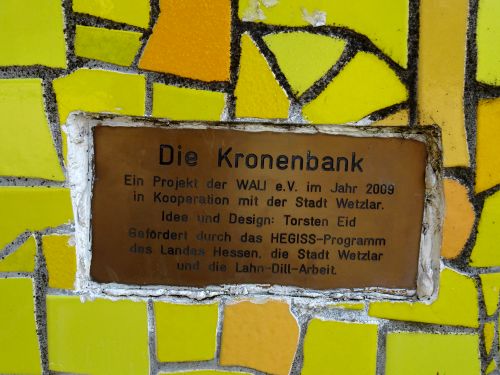 Die Kronenbank
Ein Projekt der WALI e.V. im Jahr 2009
in Kooperation mit der Stadt Wetzlar.
Idee und Design: Torsten Eid
Gefördert durch das HEGISS-Programm
des Landes Hessen, die Stadt Wetzlar
und die Lahn-Dill-Arbeit.